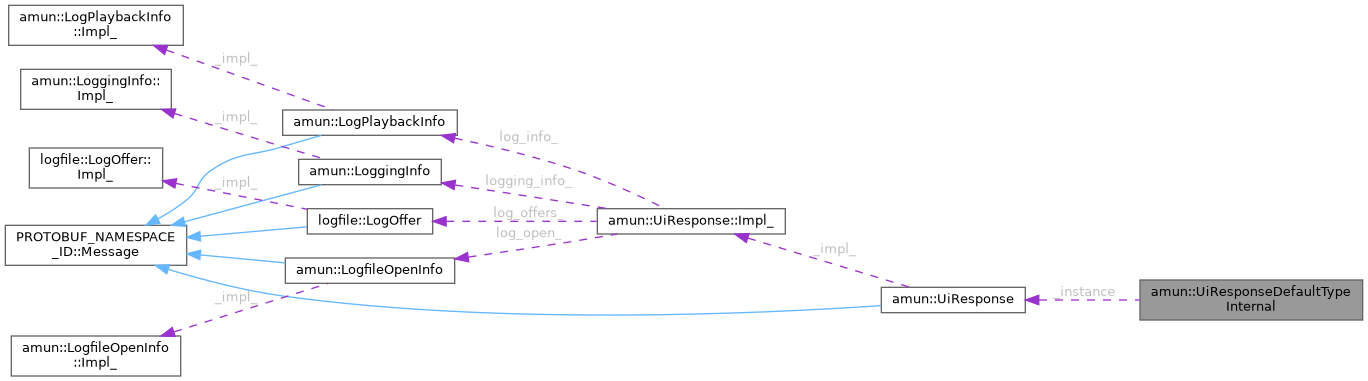 amun::LogPlaybackInfo
::Impl_
_impl_
amun::LoggingInfo::
Impl_
_impl_
amun::LogPlaybackInfo
log_info_
logfile::LogOffer::
Impl_
_impl_
amun::LoggingInfo
logging_info_
PROTOBUF_NAMESPACE
_ID::Message
logfile::LogOffer
log_offers_
log_open_
amun::UiResponse::Impl_
_impl_
amun::LogfileOpenInfo
_impl_
amun::UiResponse
_instance
amun::UiResponseDefaultType
Internal
amun::LogfileOpenInfo
::Impl_